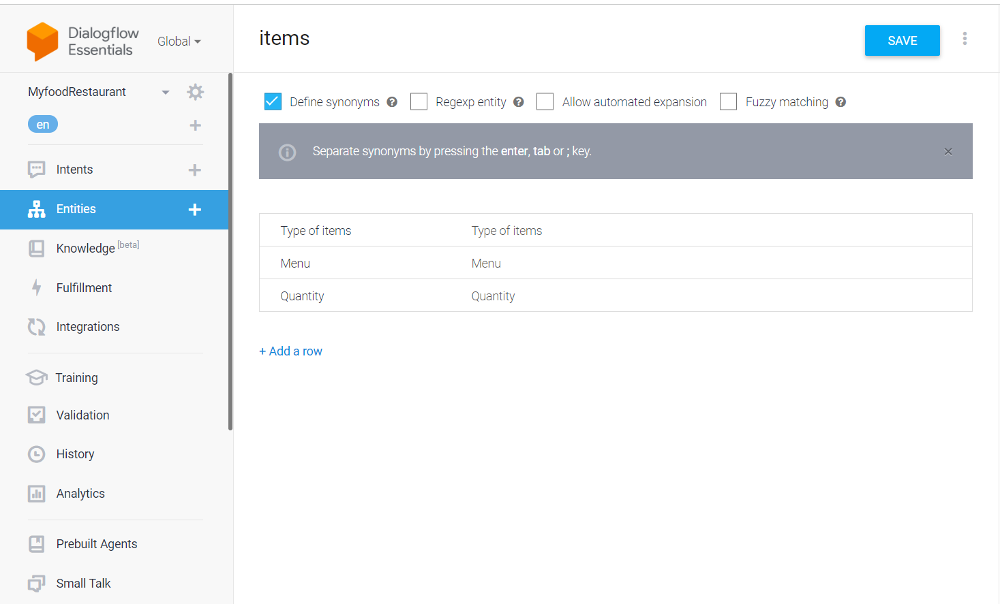 Dialogflow
Essentials
Global
items
SAVE
MyfoodRestaurant
en
Define synonyms
Regexp entity
Allow automated expansion
Fuzzy matching
Separate synonyms by pressing the enter, tab or ; key.
Intents
Entities
Knowledge [beta]
Fulfillment
Integrations
Training
Validation
History
Analytics
Prebuilt Agents
Small Talk
Type of items Type of items
Menu Menu
Quantity Quantity
+ Add a row